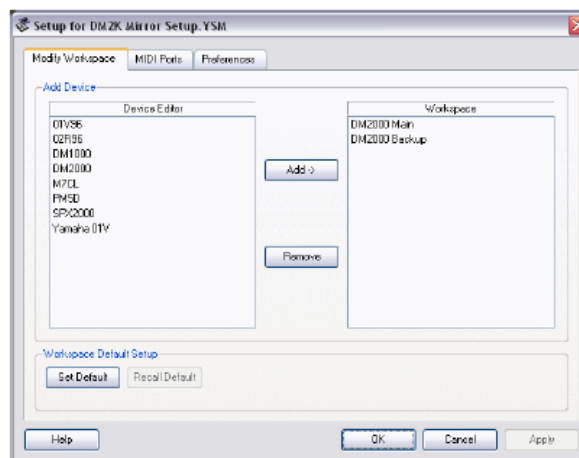 Setup for DM2K Mirror Setup.YSM
Modify Workspace MIDI Ports Preferences
Add Device
Device Editor Workspace
01V96 DM2000 Main
02R96 DM2000 Backup
DM1000
DM2000 Add ->
M7CL
PM5D
SPX2000
Yamaha 01V
Remove
Workspace Default Setup
Set Default Recall Default
Help OK Cancel Apply